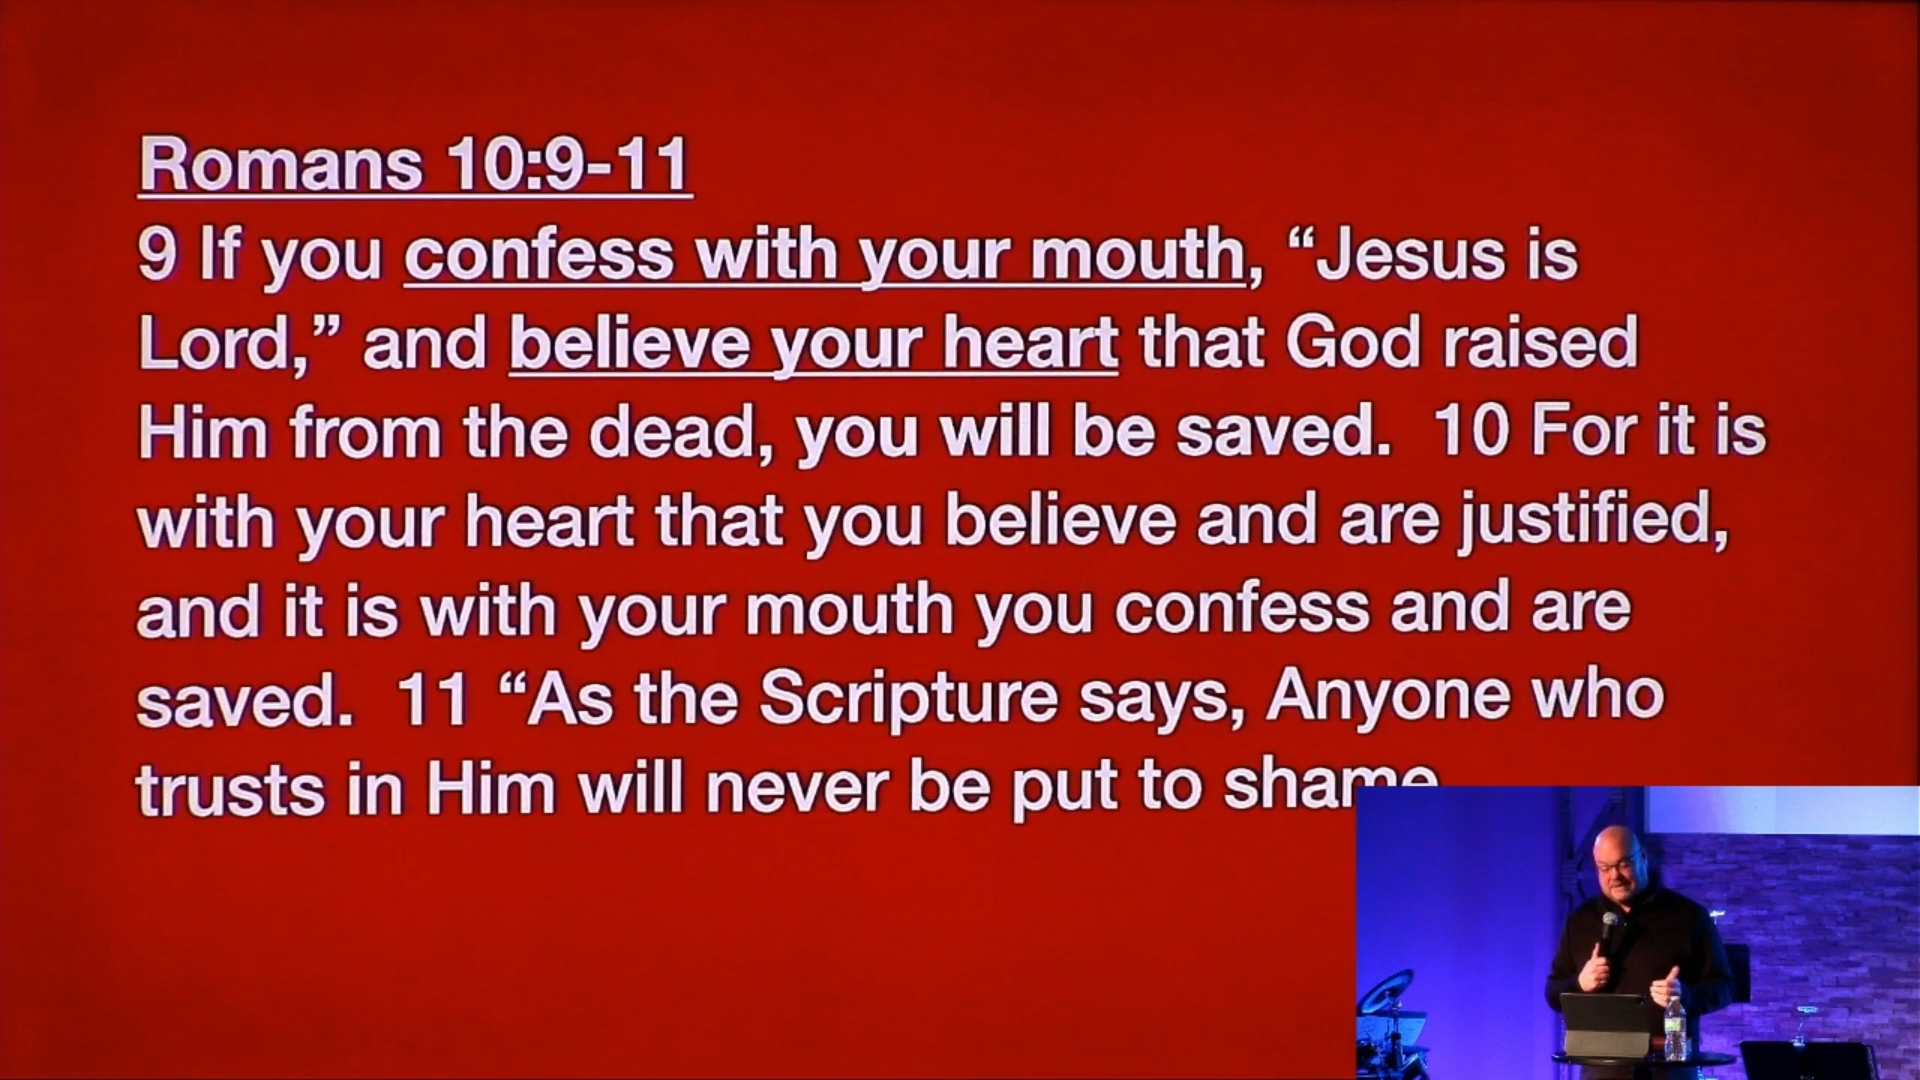 Romans 10:9-11
9 If you confess with your mouth, “Jesus is
Lord,” and believe your heart that God raised
Him from the dead, you will be saved.  10 For it is
with your heart that you believe and are justified,
and it is with your mouth you confess and are
saved.  11 “As the Scripture says, Anyone who
trusts in Him will never be put to shame